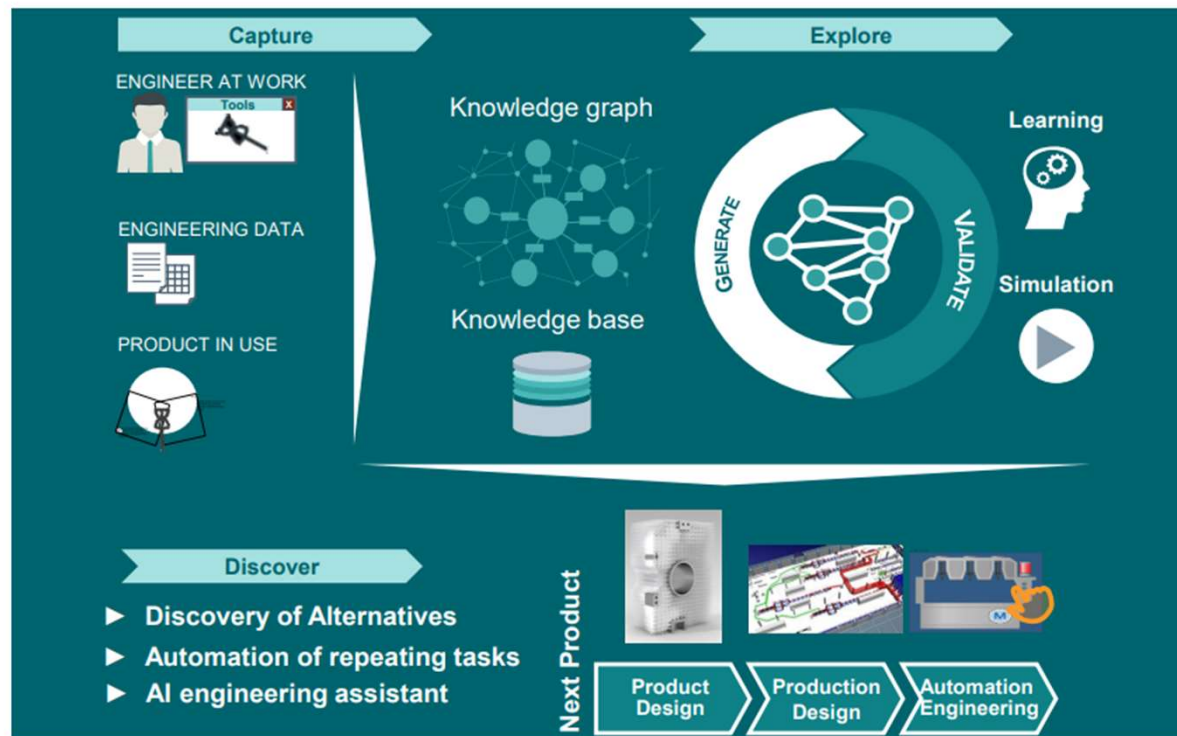 Capture
ENGINEER AT WORK
Tools
X
ENGINEERING DATA
PRODUCT IN USE
Knowledge graph
Knowledge base
Explore
GENERATE
VALIDATE
Learning
Simulation
Discover
► Discovery of Alternatives
► Automation of repeating tasks
► AI engineering assistant
Next Product
M
Product
Design
Production
Design
Automation
Engineering